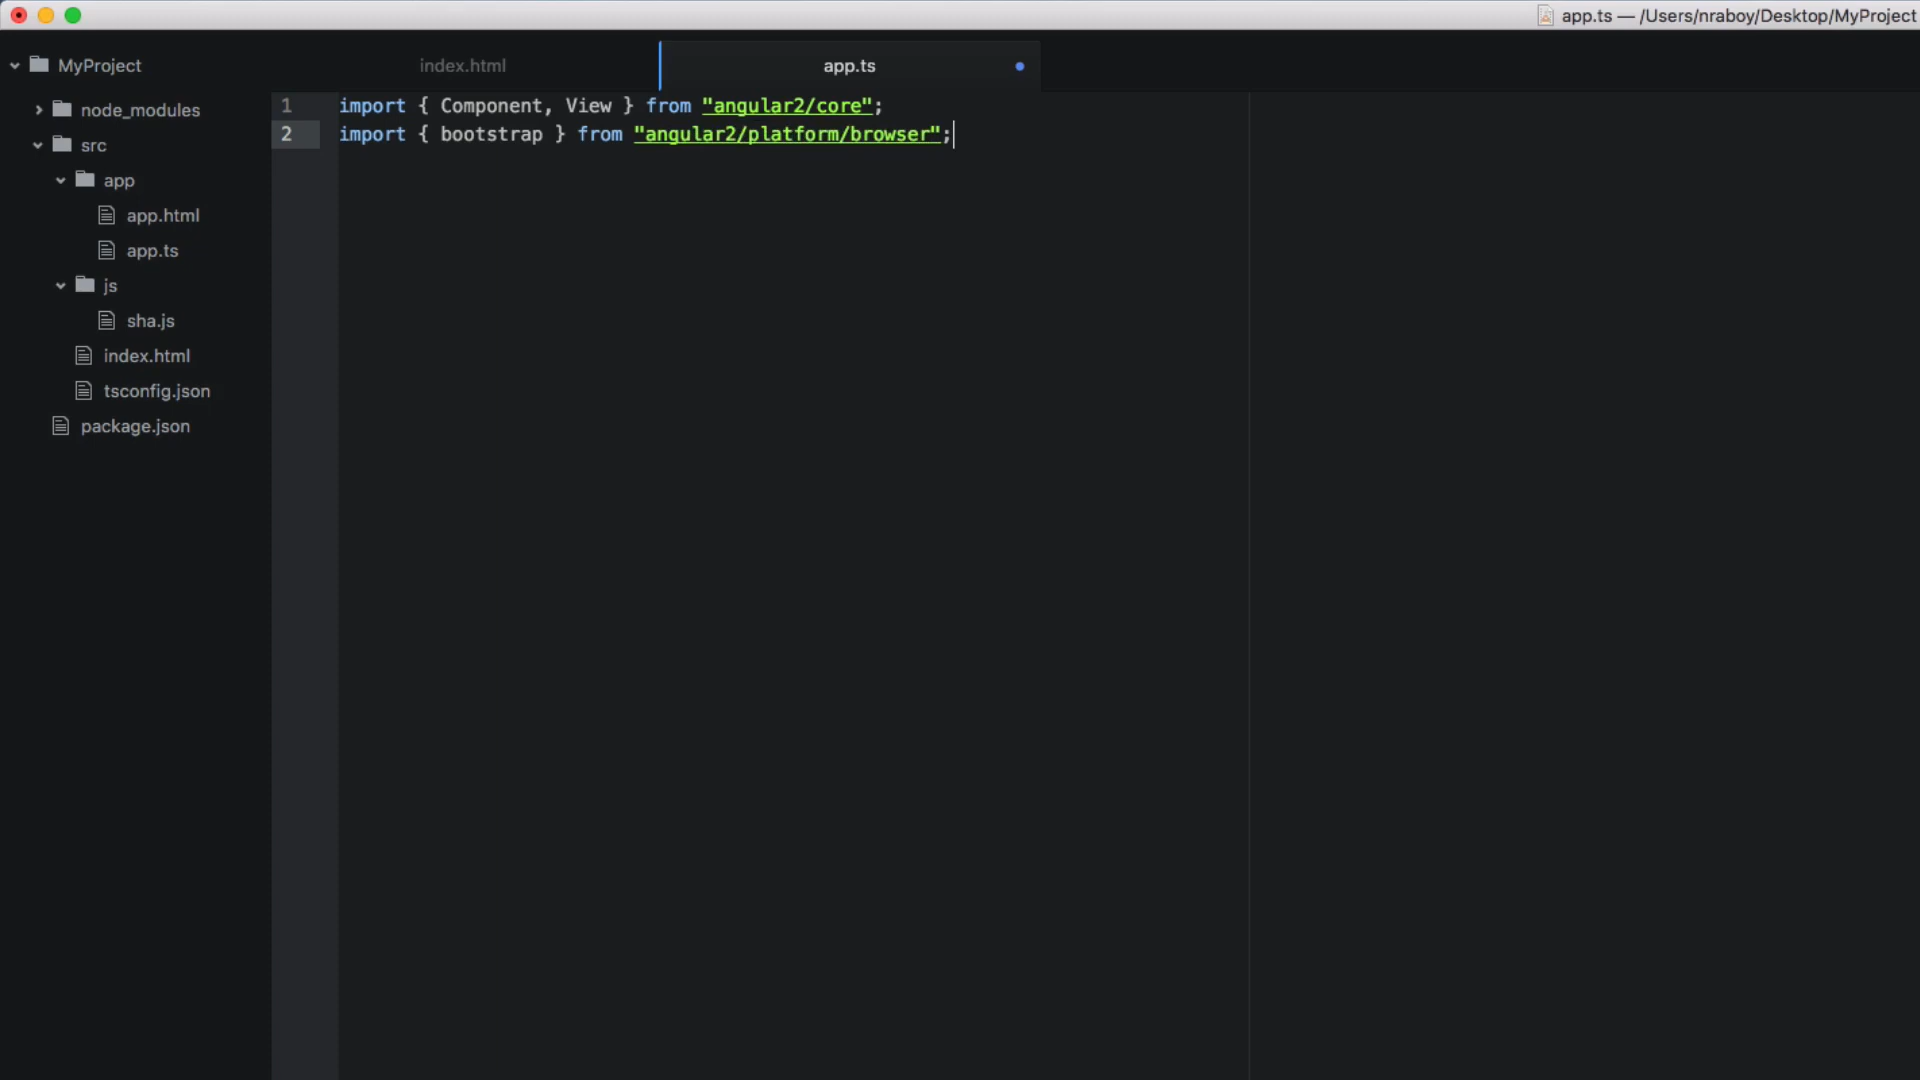 app.ts — /Users/nraboy/Desktop/MyProject
MyProject
node_modules
src
app
app.html
app.ts
js
sha.js
index.html
tsconfig.json
package.json
index.html
app.ts
1 import { Component, View } from "angular2/core";
2 import { bootstrap } from "angular2/platform/browser";